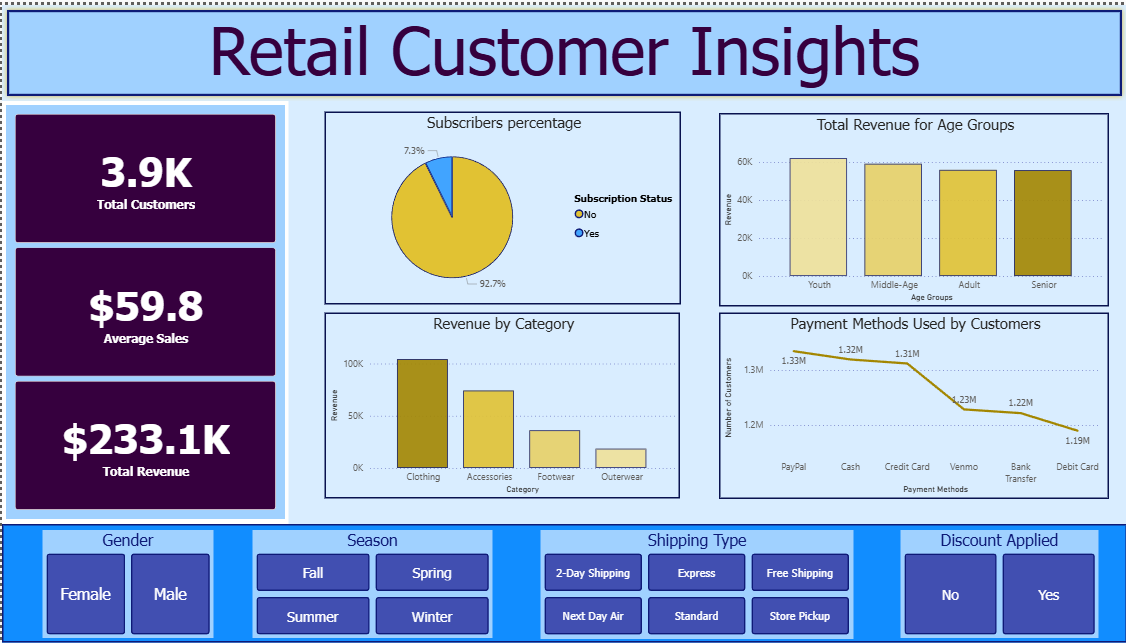 Retail Customer Insights
3.9K
Total Customers
$59.8
Average Sales
$233.1K
Total Revenue
Subscribers percentage
7.3%
92.7%
Subscription Status
No
Yes
Total Revenue for Age Groups
Revenue
60K
40K
20K
0K
Youth Middle-Age Adult Senior
Age Groups
Revenue by Category
Revenue
100K
50K
0K
Clothing Accessories Footwear Outerwear
Category
Payment Methods Used by Customers
Number of Customers
1.3M
1.2M
1.33M 1.32M 1.31M 1.23M 1.22M 1.19M
PayPal Cash Credit Card Venmo Bank Transfer Debit Card
Payment Methods
Gender
Female Male
Season
Fall Spring
Summer Winter
Shipping Type
2-Day Shipping Express Free Shipping
Next Day Air Standard Store Pickup
Discount Applied
No Yes